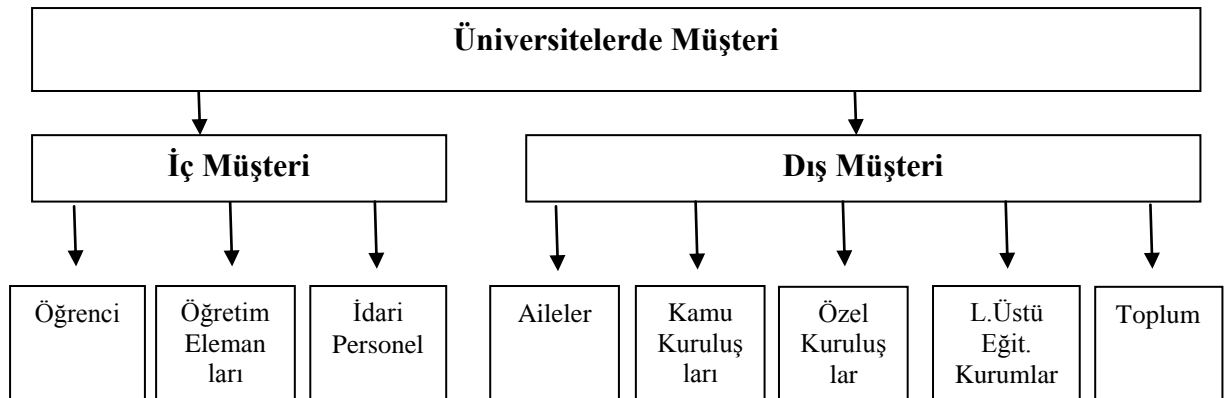 Üniversitelerde Müşteri
İç Müşteri
Dış Müşteri
Öğrenci
Öğretim
Eleman
ları
İdari
Personel
Aileler
Kamu
Kuruluş
ları
Özel
Kuruluş
lar
L.Üstü
Eğit.
Kurumlar
Toplum